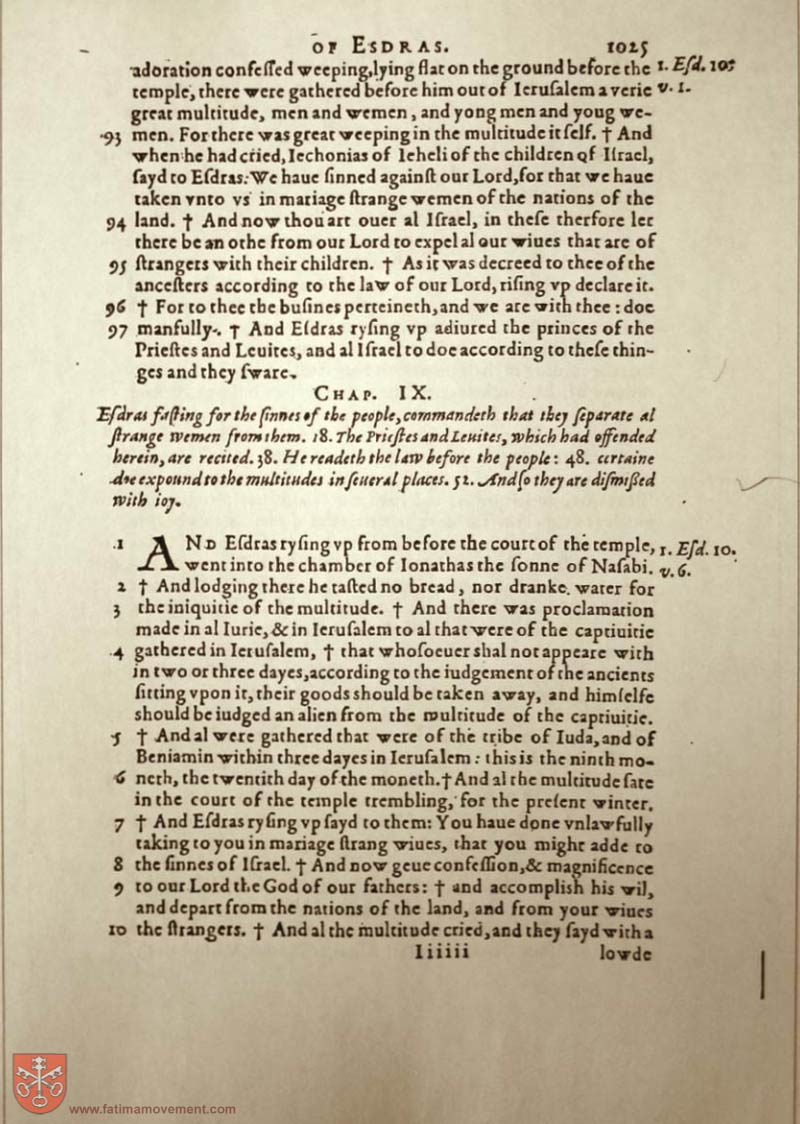 OF ESDRAS. 1025
adoration confeſſed weeping, lying flat on the ground before the 1. Eſd. 10.
temple, there were gathered before him out of Ieruſalem a verie v. 1.
great multitude, men and wemen, and yong men and yong we-
93 men. For there was great weeping in the multitude it ſelf. † And
when he had cried, Iechonias of Ieheli of the children of Iſrael,
ſayd to Eſdras: We haue ſinned againſt our Lord, for that we haue
taken vnto vs in mariage ſtrange wemen of the nations of the
94 land. † And now thou art ouer al Iſrael, in theſe therfore let
there be an othe from our Lord to expel al our wiues that are of
95 ſtrangers with their children. † As it was decreed to thee of the
anceſters according to the law of our Lord, riſing vp declare it.
96 † For to thee the buſines perteineth, and we are with thee: doe
97 manfully. † And Eſdras ryſing vp adiured the princes of the
Prieſtes and Leuites, and al Iſrael to doe according to theſe thin-
ges and they ſware.
CHAP. IX.
Eſdras faſting for the ſinnes of the people, commandeth that they ſeparate al
ſtrange wemen from them. 18. The Prieſtes and Leuites, which had offended
herein, are recited. 38. He readeth the law before the people: 48. certaine
doe expound to the multitudes in ſeueral places. 52. And ſo they are diſmiſſed
with ioy.
1 AND Eſdras ryſing vp from before the court of the temple, 1. Eſd. 10.
went into the chamber of Ionathas the ſonne of Naſabi. v. 6.
2 † And lodging there he taſted no bread, nor dranke water for
3 the iniquitie of the multitude. † And there was proclamation
made in al Iurie, & in Ieruſalem to al that were of the captiuitie
4 gathered in Ieruſalem, † that whoſoeuer shal not appeare with
in two or three dayes, according to the iudgement of the ancients
ſitting vpon it, their goods should be taken away, and himſelfe
should be iudged an alien from the multitude of the captiuitie.
5 † And al were gathered that were of the tribe of Iuda, and of
Beniamin within three dayes in Ieruſalem: this is the ninth mo-
6 neth, the twentith day of the moneth. † And al the multitude ſate
in the court of the temple trembling, for the preſent winter.
7 † And Eſdras ryſing vp ſayd to them: You haue done vnlawfully
taking to you in mariage ſtrang wiues, that you might adde to
8 the ſinnes of Iſrael. † And now geue confeſſion, & magnificence
9 to our Lord the God of our fathers: † and accomplish his wil,
and depart from the nations of the land, and from your wiues
10 the ſtrangers. † And al the multitude cried, and they ſayd with a
Iiiiii lowde
www.fatimamovement.com